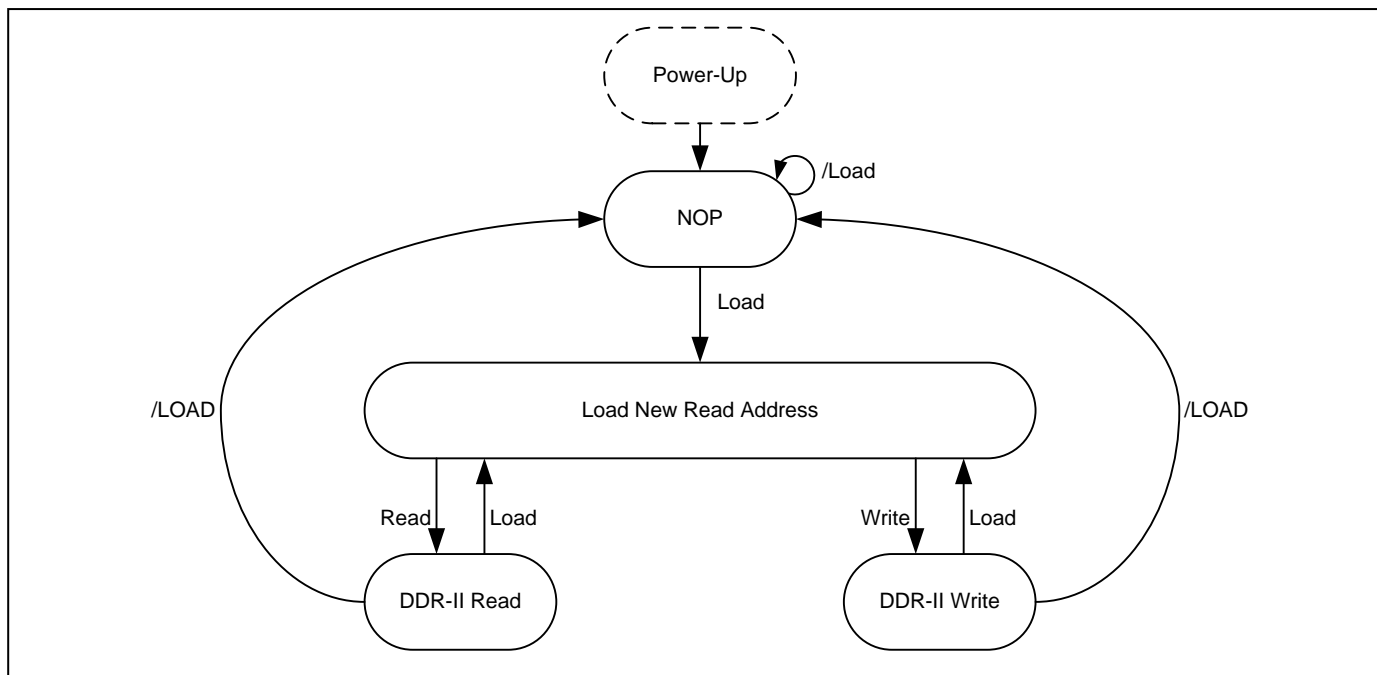 Power-Up
/Load
NOP
Load
Load New Read Address
/LOAD
/LOAD
Read
Load
Write
Load
DDR-II Read
DDR-II Write